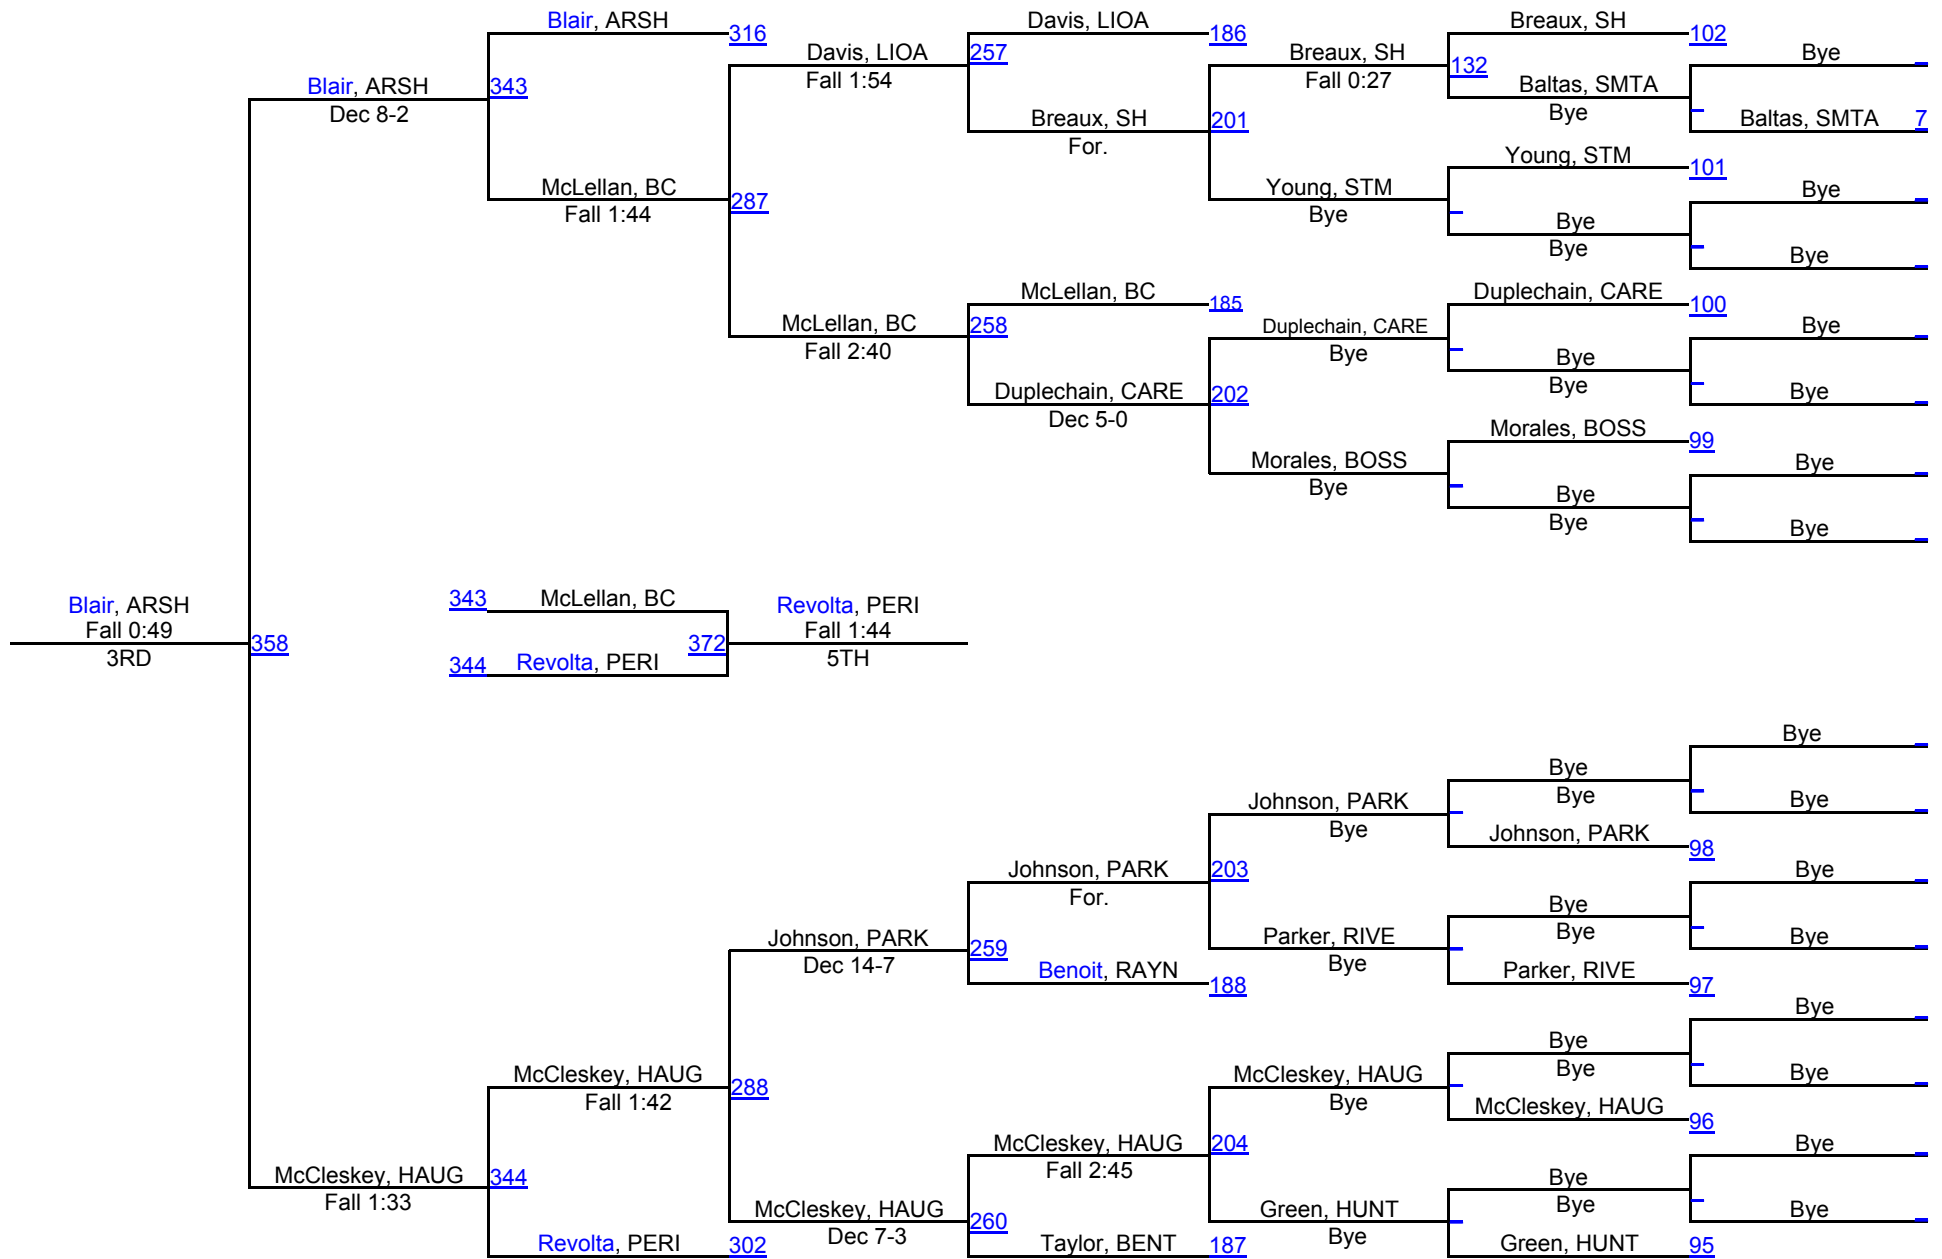 Blair, ARSH
316
Davis, LIOA
186
Breaux, SH
102
Bye
Davis, LIOA
Fall 1:54
257
Breaux, SH
Fall 0:27
132
Baltas, SMTA
Bye
Blair, ARSH
Dec 8-2
343
Breaux, SH
For.
201
Baltas, SMTA 7
Young, STM
101
McLellan, BC
Fall 1:44
287
Young, STM
Bye
Bye
Bye
Bye
Bye
McLellan, BC
185
Duplechain, CARE
100
McLellan, BC
Fall 2:40
258
Duplechain, CARE
Bye
Bye
Bye
Bye
Duplechain, CARE
Dec 5-0
202
Bye
Morales, BOSS
99
Morales, BOSS
Bye
Bye
Bye
Bye
Bye
Blair, ARSH
Fall 0:49
3RD
358
343 McLellan, BC
344 Revolta, PERI
372
Revolta, PERI
Fall 1:44
5TH
Bye
Bye
Bye
Bye
Johnson, PARK
Bye
Johnson, PARK
98
Johnson, PARK
For.
203
Bye
Bye
Bye
Bye
Johnson, PARK
Dec 14-7
259
Parker, RIVE
Bye
Benoit, RAYN
188
Parker, RIVE
97
Bye
Bye
Bye
Bye
McCleskey, HAUG
Fall 1:42
288
McCleskey, HAUG
Bye
McCleskey, HAUG
96
McCleskey, HAUG
Fall 2:45
204
Bye
McCleskey, HAUG
Fall 1:33
344
Bye
Bye
Bye
McCleskey, HAUG
Dec 7-3
260
Green, HUNT
Bye
Revolta, PERI
302
Taylor, BENT
187
Green, HUNT
95